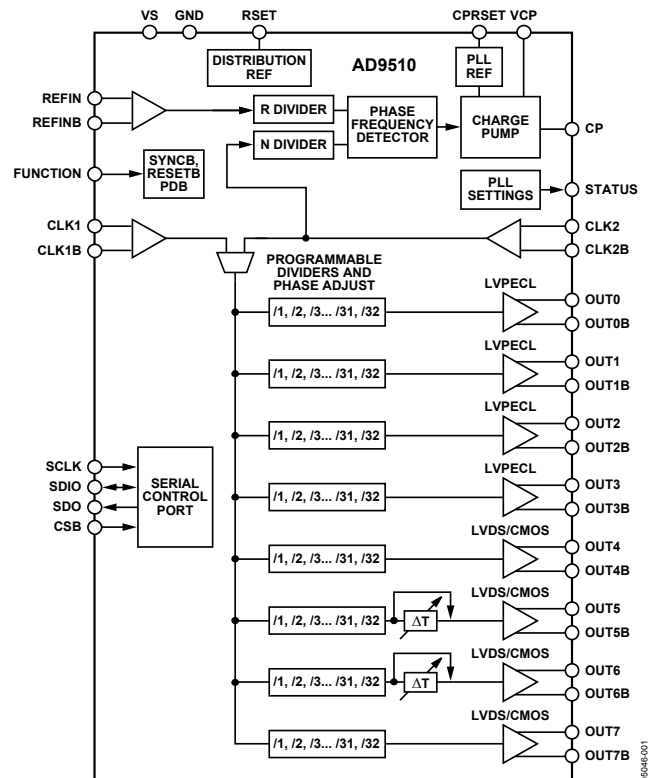 VS GND RSET CPRSET VCP
DISTRIBUTION
REF
AD9510
PLL
REF
REFIN
REFINB
R DIVIDER
N DIVIDER
PHASE
FREQUENCY
DETECTOR
CHARGE
PUMP
CP
FUNCTION
SYNCB,
RESETB
PDB
PLL
SETTINGS
STATUS
CLK1
CLK1B
CLK2
CLK2B
PROGRAMMABLE
DIVIDERS AND
PHASE ADJUST
LVPECL
/1, /2, /3... /31, /32
OUT0
OUT0B
LVPECL
/1, /2, /3... /31, /32
OUT1
OUT1B
LVPECL
/1, /2, /3... /31, /32
OUT2
OUT2B
SCLK
SDIO
SDO
CSB
SERIAL
CONTROL
PORT
LVPECL
/1, /2, /3... /31, /32
OUT3
OUT3B
LVDS/CMOS
/1, /2, /3... /31, /32
OUT4
OUT4B
LVDS/CMOS
/1, /2, /3... /31, /32
ΔT
OUT5
OUT5B
LVDS/CMOS
/1, /2, /3... /31, /32
ΔT
OUT6
OUT6B
LVDS/CMOS
/1, /2, /3... /31, /32
OUT7
OUT7B
05046-001